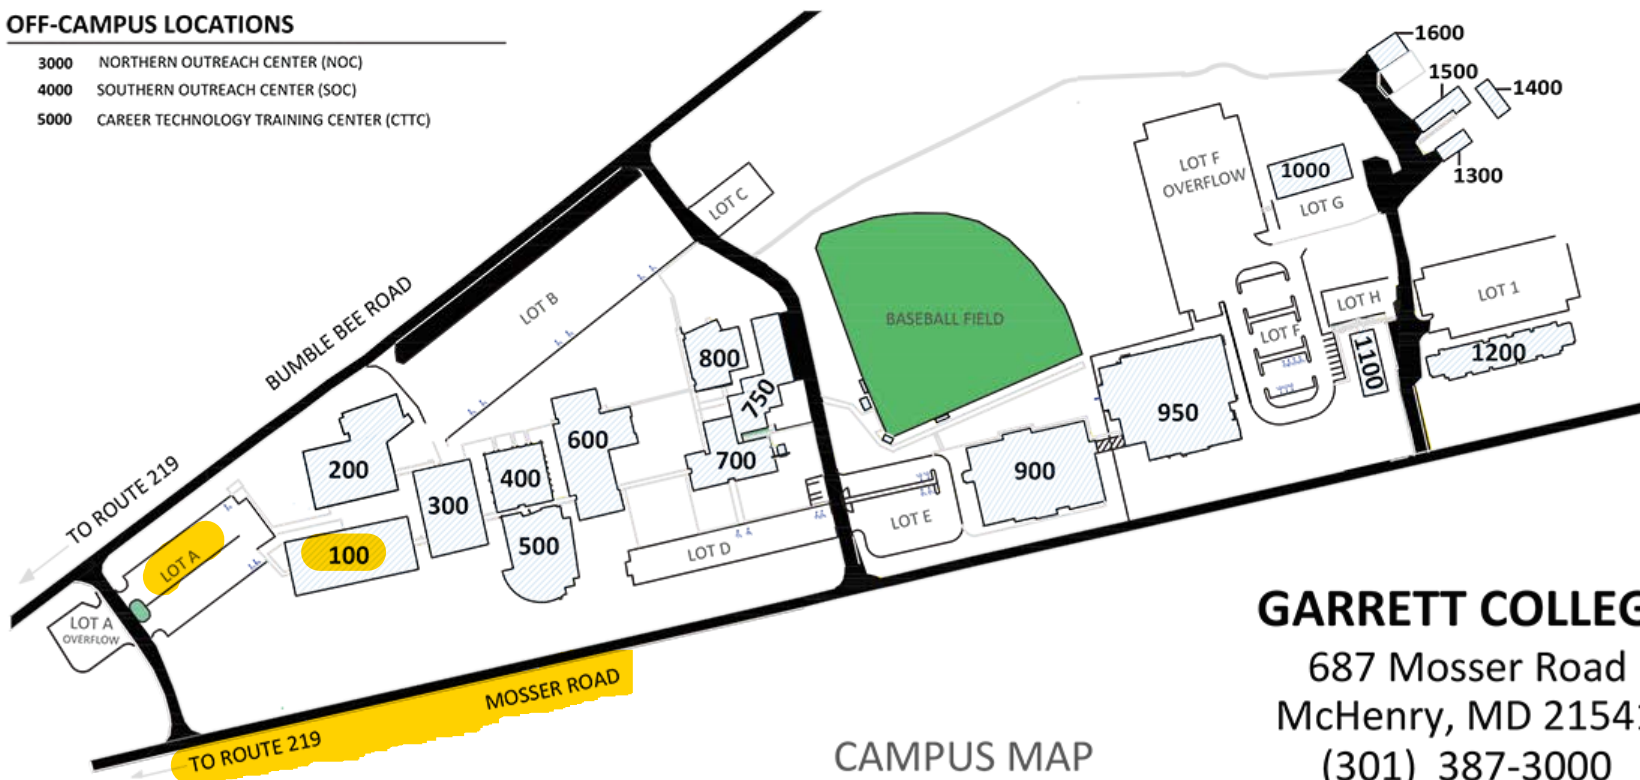 OFF-CAMPUS LOCATIONS
3000 NORTHERN OUTREACH CENTER (NOC)
4000 SOUTHERN OUTREACH CENTER (SOC)
5000 CAREER TECHNOLOGY TRAINING CENTER (CTTC)
1600
1500
1400
1300
LOT F
OVERFLOW
1000
LOT G
LOT C
BUMBLE BEE ROAD
LOT B
BASEBALL FIELD
LOT H
LOT 1
LOT F
1100
1200
800
750
950
600
700
900
200
400
300
500
LOT E
LOT D
TO ROUTE 219
LOT A
100
LOT A
OVERFLOW
MOSSER ROAD
TO ROUTE 219
GARRETT COLLEG
687 Mosser Road
McHenry, MD 21541
(301) 387-3000
CAMPUS MAP